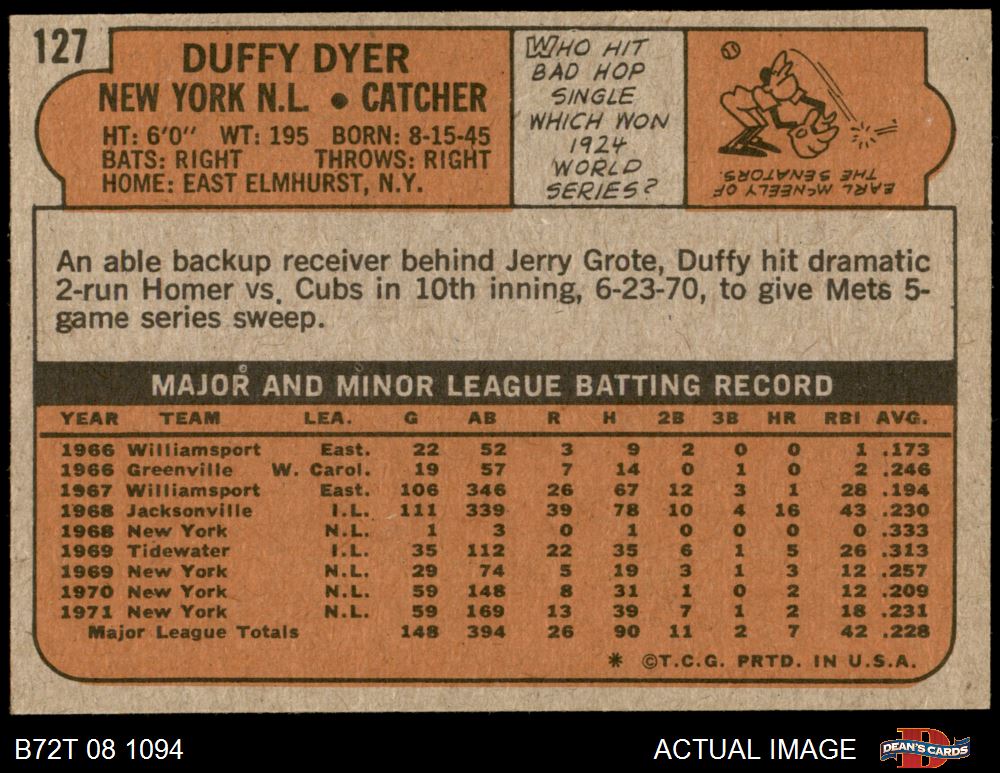 127
DUFFY DYER
NEW YORK N.L. • CATCHER
HT: 6'0" WT: 195 BORN: 8-15-45
BATS: RIGHT THROWS: RIGHT
HOME: EAST ELMHURST, N.Y.
WHO HIT
BAD HOP
SINGLE
WHICH WON
1924
WORLD
SERIES?
EARL McNEELY OF
THE SENATORS.
An able backup receiver behind Jerry Grote, Duffy hit dramatic
2-run Homer vs. Cubs in 10th inning, 6-23-70, to give Mets 5-
game series sweep.
MAJOR AND MINOR LEAGUE BATTING RECORD
YEAR TEAM LEA. G AB R H 2B 3B HR RBI AVG.
1966 Williamsport East. 22 52 3 9 2 0 0 1 .173
1966 Greenville W. Carol. 19 57 7 14 0 1 0 2 .246
1967 Williamsport East. 106 346 26 67 12 3 1 28 .194
1968 Jacksonville I.L. 111 339 39 78 10 4 16 43 .230
1968 New York N.L. 1 3 0 1 0 0 0 0 .333
1969 Tidewater I.L. 35 112 22 35 6 1 5 26 .313
1969 New York N.L. 29 74 5 19 3 1 3 12 .257
1970 New York N.L. 59 148 8 31 1 0 2 12 .209
1971 New York N.L. 59 169 13 39 7 1 2 18 .231
Major League Totals 148 394 26 90 11 2 7 42 .228
* ©T.C.G. PRTD. IN U.S.A.
B72T 08 1094
ACTUAL IMAGE
DEAN'S CARDS